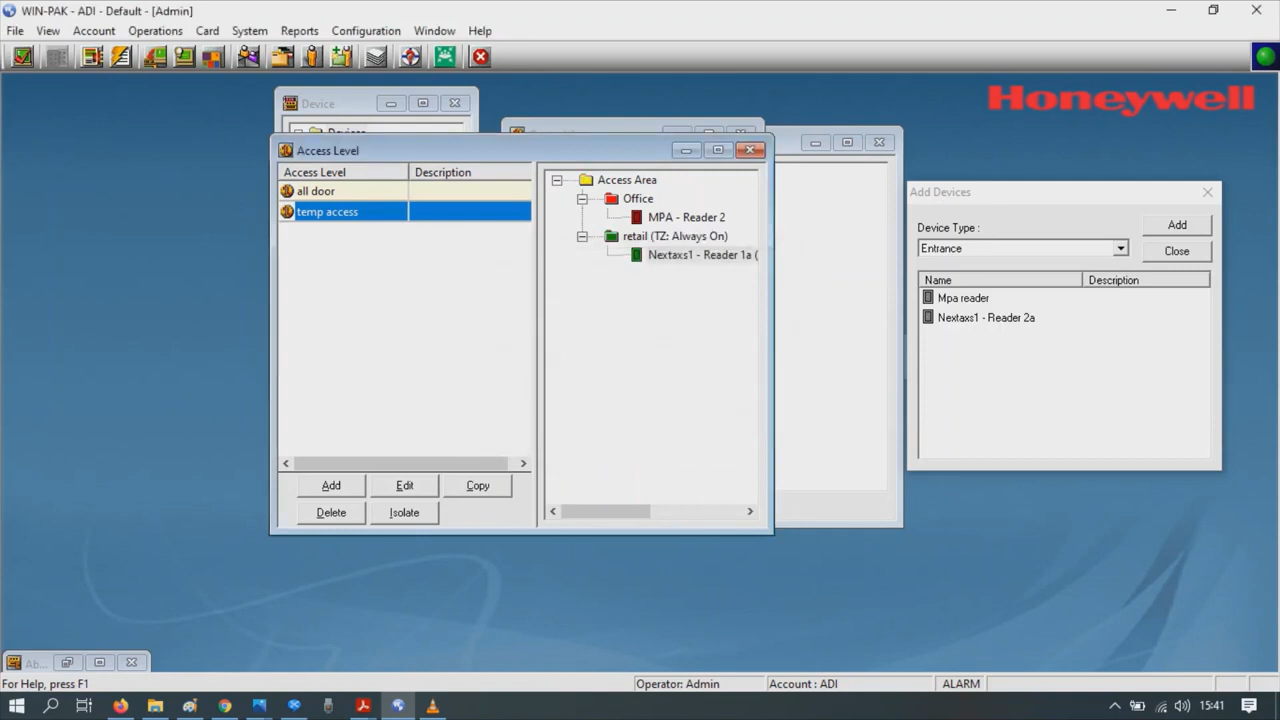 WIN-PAK - ADI - Default - [Admin]
File View Account Operations Card System Reports Configuration Window Help
Honeywell
Device
Devices
Access Level
Access Level Description
all door
temp access
Access Area
Office
MPA - Reader 2
retail (TZ: Always On)
Nextaxs1 - Reader 1a (
Add Edit Copy
Delete Isolate
Add Devices
Device Type :
Entrance
Add
Close
Name Description
Mpa reader
Nextaxs1 - Reader 2a
Ab...
For Help, press F1
Operator: Admin
Account : ADI
ALARM
15:41